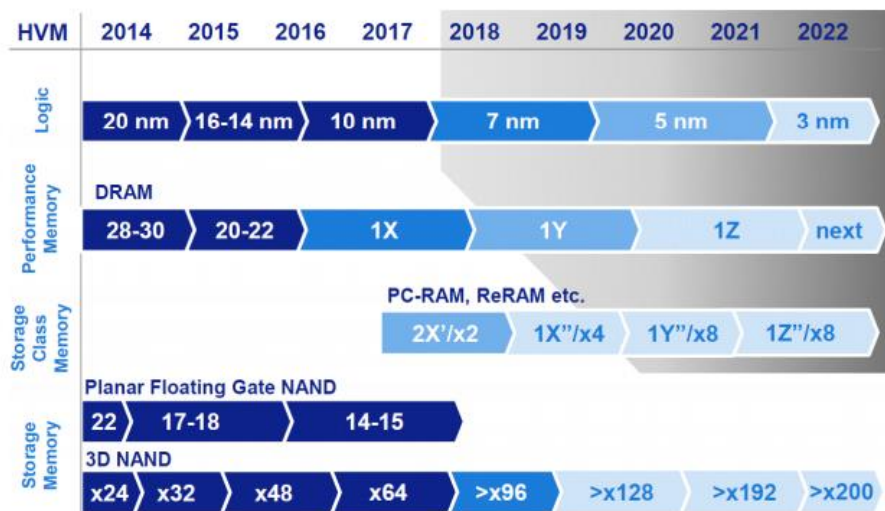 HVM 2014 2015 2016 2017 2018 2019 2020 2021 2022
Logic
20 nm 16-14 nm 10 nm 7 nm 5 nm 3 nm
Performance
Memory
DRAM
28-30 20-22 1X 1Y 1Z next
Storage
Class
Memory
PC-RAM, ReRAM etc.
2X’/x2 1X”/x4 1Y”/x8 1Z”/x8
Storage
Memory
Planar Floating Gate NAND
22 17-18 14-15
3D NAND
x24 x32 x48 x64 >x96 >x128 >x192 >x200